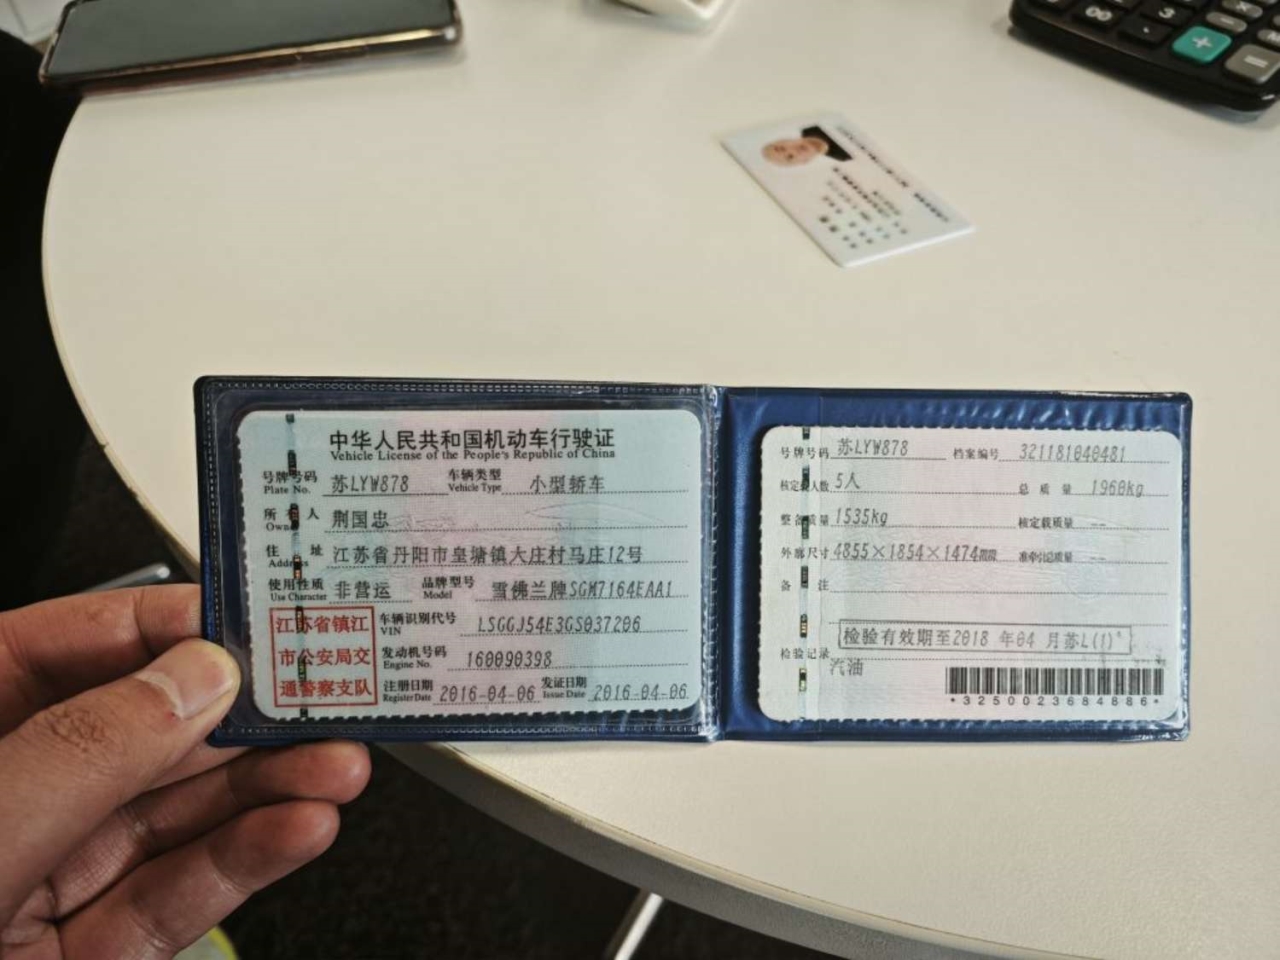 中华人民共和国机动车行驶证
Vehicle License of the People's Republic of China
号牌号码 苏LYW878 车辆类型 小型轿车
Plate No. Vehicle Type
所有人 荆国忠
Owner
住址 江苏省丹阳市皇塘镇大庄村马庄12号
Address
使用性质 非营运 品牌型号 雪佛兰牌SGM7164EAA1
Use Character Model
江苏省镇江
市公安局交
通警察支队
车辆识别代号 LSGGJ54E3GS037206
VIN
发动机号码 160090398
Engine No.
注册日期 2016-04-06 发证日期 2016-04-06
Register Date Issue Date
号牌号码 苏LYW878 档案编号 321181040481
核定载人数 5人 总质量 1960kg
整备质量 1535kg 核定载质量 --
外廓尺寸 4855×1854×1474mm 准牵引总质量 --
备注
检验有效期至2018年04月苏L(1)
检验记录
汽油
*3250023684886*